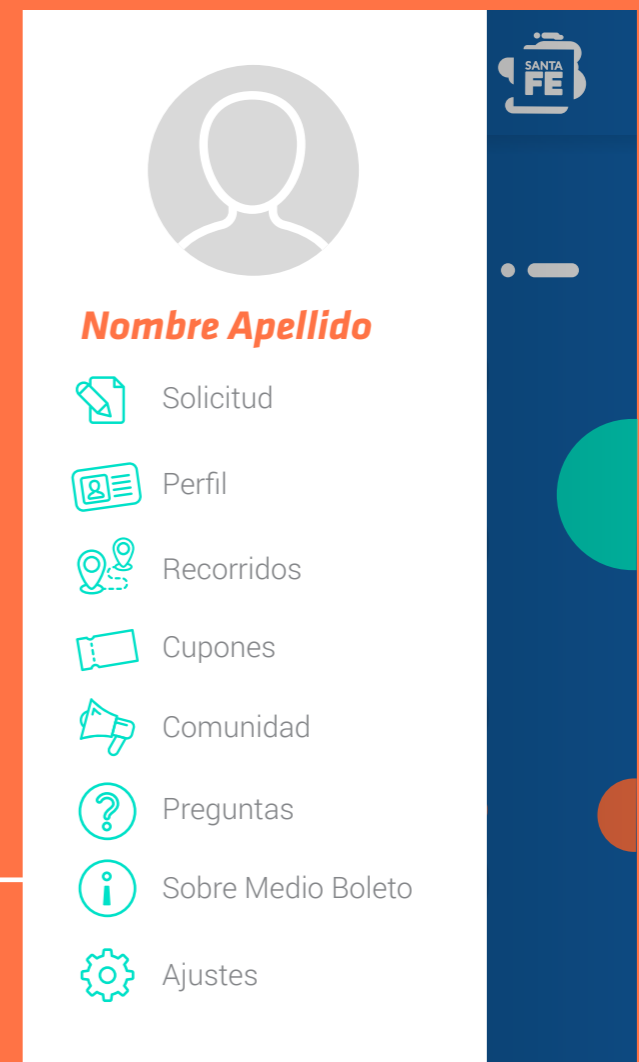 SANTA
FE
Nombre Apellido
Solicitud
Perfil
Recorridos
Cupones
Comunidad
Preguntas
Sobre Medio Boleto
Ajustes